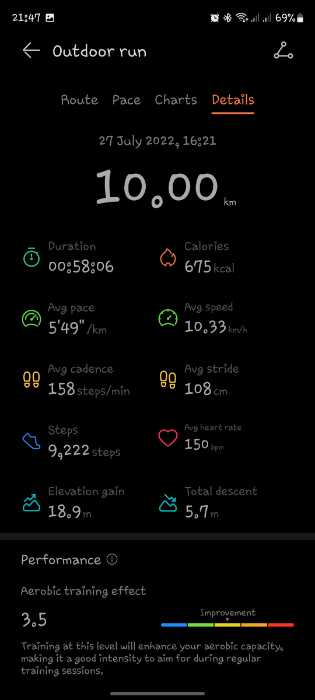 21:47 69%
Outdoor run
Route Pace Charts Details
27 July 2022, 16:21
10.00 km
Duration Calories
00:58:06 675 kcal
Avg pace Avg speed
5'49" /km 10.33 km/h
Avg cadence Avg stride
158 steps/min 108 cm
Steps Avg heart rate
9,222 steps 150 bpm
Elevation gain Total descent
18.9 m 5.7 m
Performance
Aerobic training effect
3.5 Improvement
Training at this level will enhance your aerobic capacity,
making it a good intensity to aim for during regular
training sessions.